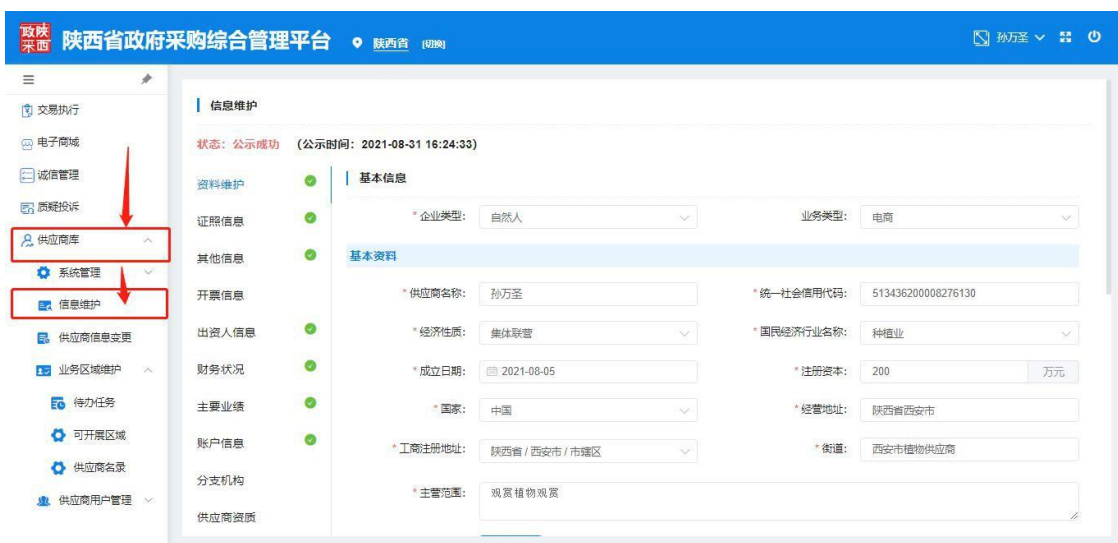 政陕
采西 陕西省政府采购综合管理平台 陕西省 [切换] 孙万圣
交易执行
电子商城
诚信管理
质疑投诉
供应商库
系统管理
信息维护
供应商信息变更
业务区域维护
待办任务
可开展区域
供应商名录
供应商用户管理
信息维护
状态：公示成功 (公示时间：2021-08-31 16:24:33)
资料维护
证照信息
其他信息
开票信息
出资人信息
财务状况
主要业绩
账户信息
分支机构
供应商资质
基本信息
*企业类型： 自然人 业务类型： 电商
基本资料
*供应商名称： 孙万圣 *统一社会信用代码： 513436200008276130
*经济性质： 集体联营 *国民经济行业名称： 种植业
*成立日期： 2021-08-05 *注册资本： 200 万元
*国家： 中国 *经营地址： 陕西省西安市
*工商注册地址： 陕西省 / 西安市 / 市辖区 *街道： 西安市植物供应商
*主营范围： 观赏植物观赏